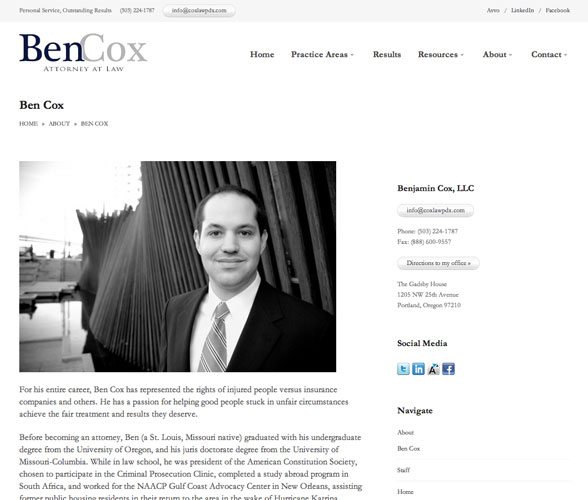 Personal Service, Outstanding Results (503) 224-1787 info@coxlawpdx.com
Avvo / LinkedIn / Facebook
BenCox
Attorney at Law
Home Practice Areas Results Resources About Contact
Ben Cox
HOME » ABOUT » BEN COX
Benjamin Cox, LLC
info@coxlawpdx.com
Phone: (503) 224-1787
Fax: (888) 600-9557
Directions to my office »
The Gadsby House
1205 NW 25th Avenue
Portland, Oregon 97210
Social Media
Navigate
About
Ben Cox
Staff
Home
For his entire career, Ben Cox has represented the rights of injured people versus insurance
companies and others. He has a passion for helping good people stuck in unfair circumstances
achieve the fair treatment and results they deserve.
Before becoming an attorney, Ben (a St. Louis, Missouri native) graduated with his undergraduate
degree from the University of Oregon, and his juris doctorate degree from the University of
Missouri-Columbia. While in law school, he was president of the American Constitution Society,
chosen to participate in the Criminal Prosecution Clinic, completed a study abroad program in
South Africa, and worked for the NAACP Gulf Coast Advocacy Center in New Orleans, assisting
former public housing residents in their return to the area in the wake of Hurricane Katrina.